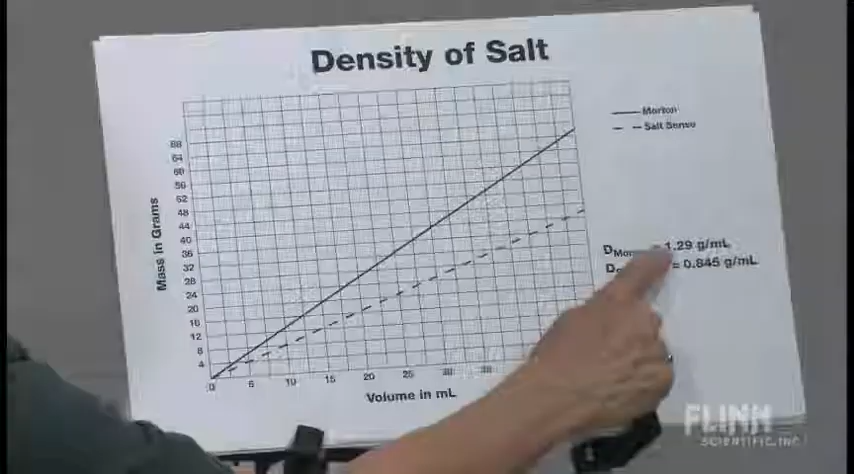 Density of Salt
Morton
Salt Sense
Mass in Grams
68
64
60
56
52
48
44
40
36
32
28
24
20
16
12
8
4
0 5 10 15 20 25 30 35
Volume in mL
= 1.29 g/mL
= 0.845 g/mL
FLINN
SCIENTIFIC, INC.